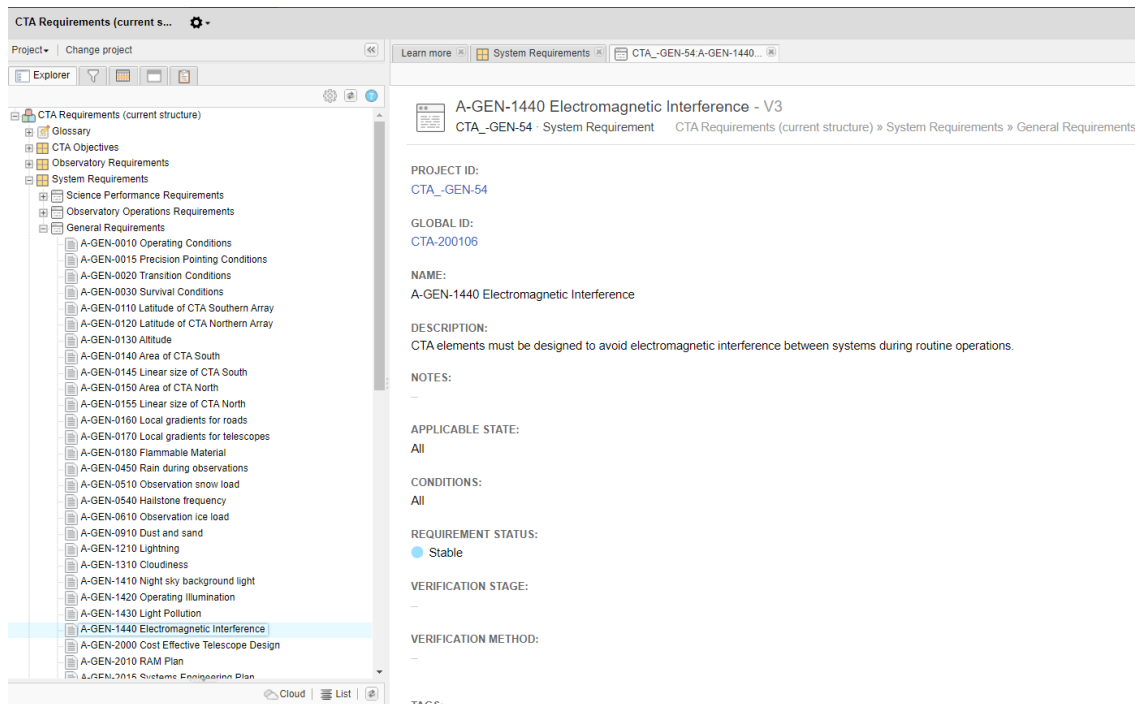 CTA Requirements (current s...
Project
Change project
Explorer
CTA Requirements (current structure)
Glossary
CTA Objectives
Observatory Requirements
System Requirements
Science Performance Requirements
Observatory Operations Requirements
General Requirements
A-GEN-0010 Operating Conditions
A-GEN-0015 Precision Pointing Conditions
A-GEN-0020 Transition Conditions
A-GEN-0030 Survival Conditions
A-GEN-0110 Latitude of CTA Southern Array
A-GEN-0120 Latitude of CTA Northern Array
A-GEN-0130 Altitude
A-GEN-0140 Area of CTA South
A-GEN-0145 Linear size of CTA South
A-GEN-0150 Area of CTA North
A-GEN-0155 Linear size of CTA North
A-GEN-0160 Local gradients for roads
A-GEN-0170 Local gradients for telescopes
A-GEN-0180 Flammable Material
A-GEN-0450 Rain during observations
A-GEN-0510 Observation snow load
A-GEN-0540 Hailstone frequency
A-GEN-0610 Observation ice load
A-GEN-0910 Dust and sand
A-GEN-1210 Lightning
A-GEN-1310 Cloudiness
A-GEN-1410 Night sky background light
A-GEN-1420 Operating Illumination
A-GEN-1430 Light Pollution
A-GEN-1440 Electromagnetic Interference
A-GEN-2000 Cost Effective Telescope Design
A-GEN-2010 RAM Plan
A-GEN-2015 Systems Engineering Plan
Cloud
List
Learn more
System Requirements
CTA_-GEN-54:A-GEN-1440...
A-GEN-1440 Electromagnetic Interference - V3
CTA_-GEN-54 · System Requirement CTA Requirements (current structure) » System Requirements » General Requirements
PROJECT ID:
CTA_-GEN-54
GLOBAL ID:
CTA-200106
NAME:
A-GEN-1440 Electromagnetic Interference
DESCRIPTION:
CTA elements must be designed to avoid electromagnetic interference between systems during routine operations.
NOTES:
--
APPLICABLE STATE:
All
CONDITIONS:
All
REQUIREMENT STATUS:
Stable
VERIFICATION STAGE:
--
VERIFICATION METHOD:
--
TAGS: